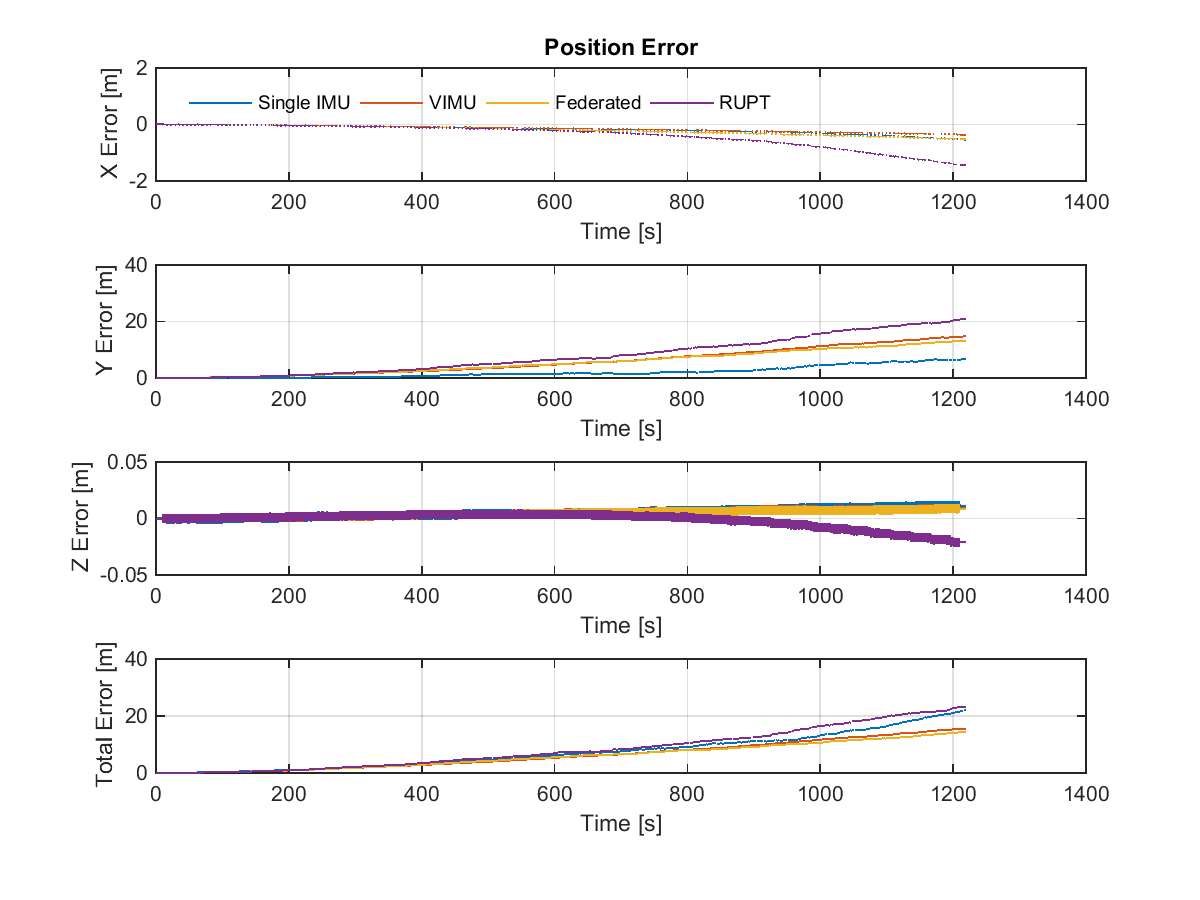 Position Error
X Error [m]
2
0
-2
Single IMU VIMU Federated RUPT
0 200 400 600 800 1000 1200 1400
Time [s]
Y Error [m]
40
20
0
0 200 400 600 800 1000 1200 1400
Time [s]
Z Error [m]
0.05
0
-0.05
0 200 400 600 800 1000 1200 1400
Time [s]
Total Error [m]
40
20
0
0 200 400 600 800 1000 1200 1400
Time [s]